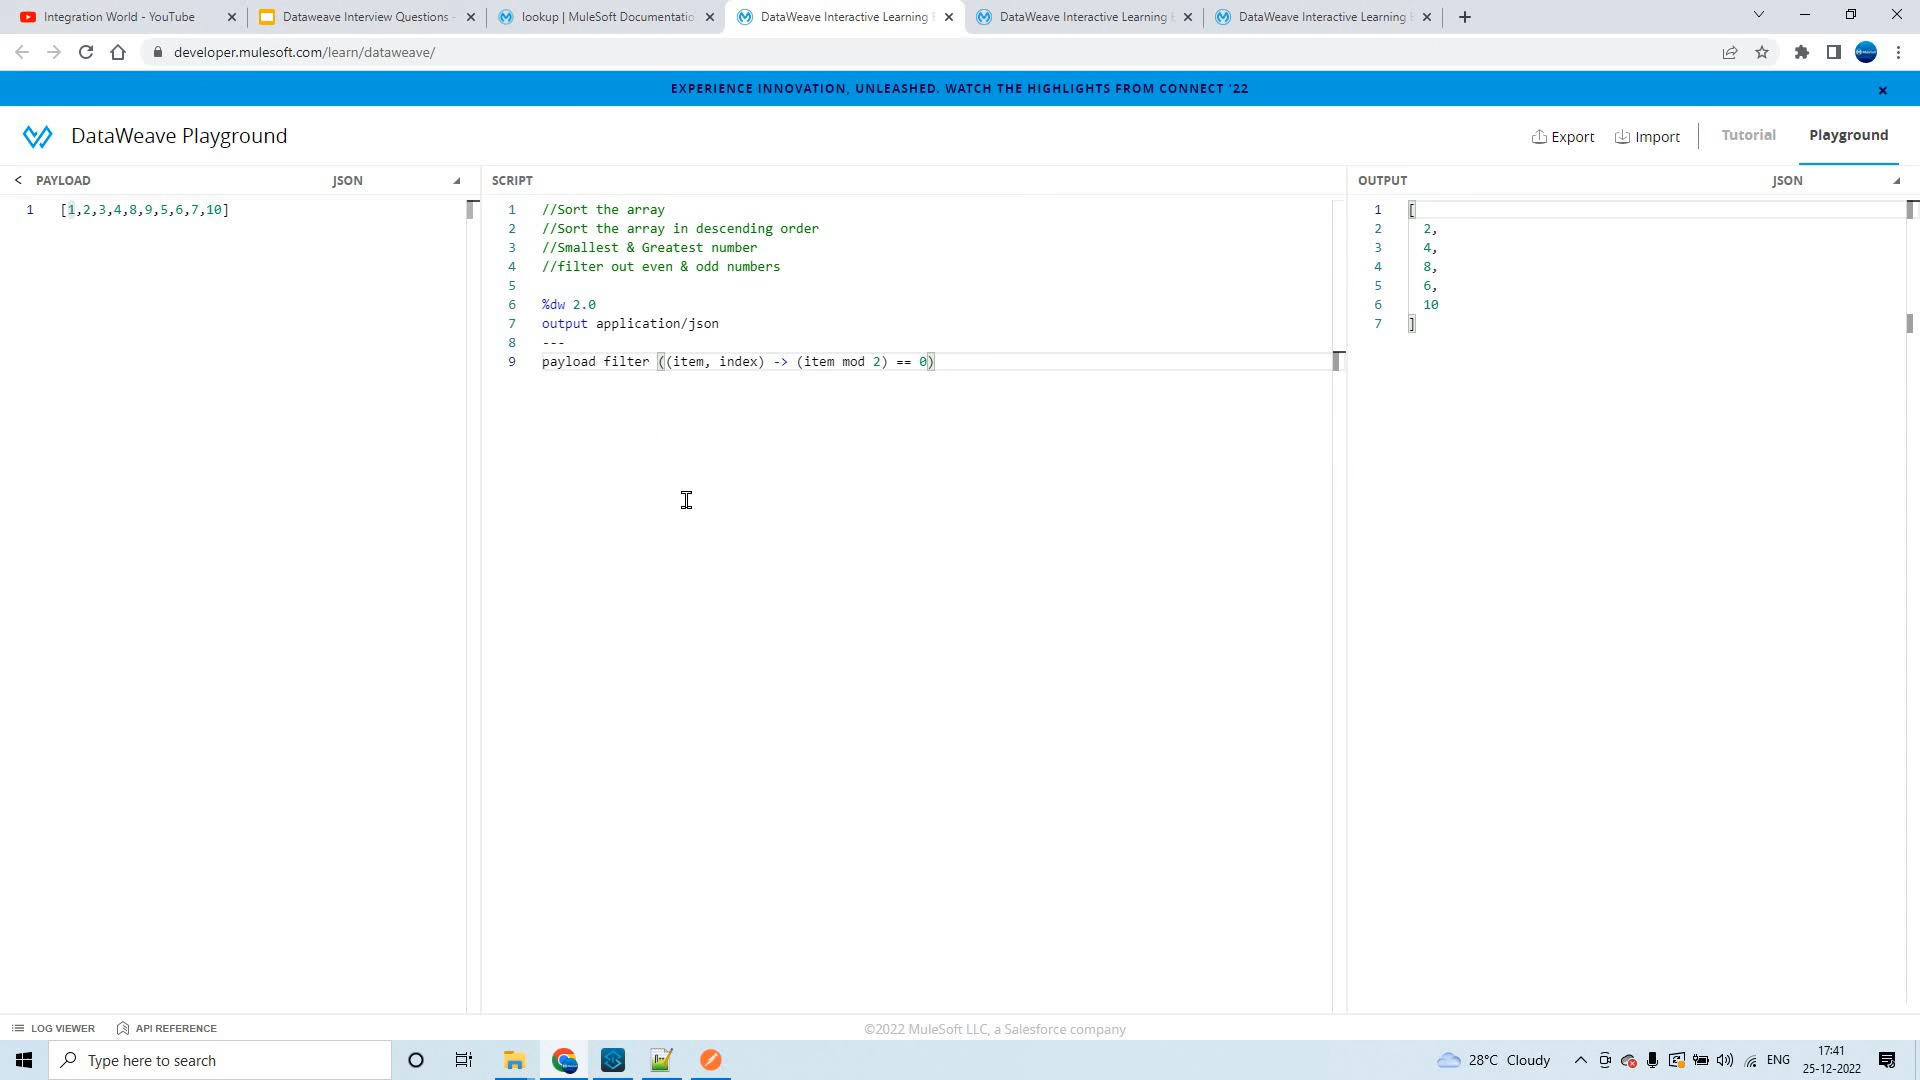 Integration World - YouTube
Dataweave Interview Questions -
lookup | MuleSoft Documentatio
DataWeave Interactive Learning E
DataWeave Interactive Learning E
DataWeave Interactive Learning E
developer.mulesoft.com/learn/dataweave/
EXPERIENCE INNOVATION, UNLEASHED. WATCH THE HIGHLIGHTS FROM CONNECT '22
DataWeave Playground
Export
Import
Tutorial
Playground
PAYLOAD
JSON
1 [1,2,3,4,8,9,5,6,7,10]
SCRIPT
1 //Sort the array
2 //Sort the array in descending order
3 //Smallest & Greatest number
4 //filter out even & odd numbers
5
6 %dw 2.0
7 output application/json
8 ---
9 payload filter ((item, index) -> (item mod 2) == 0)
OUTPUT
JSON
1 [
2 2,
3 4,
4 8,
5 6,
6 10
7 ]
LOG VIEWER
API REFERENCE
©2022 MuleSoft LLC, a Salesforce company
Type here to search
28°C Cloudy
ENG
17:41
25-12-2022